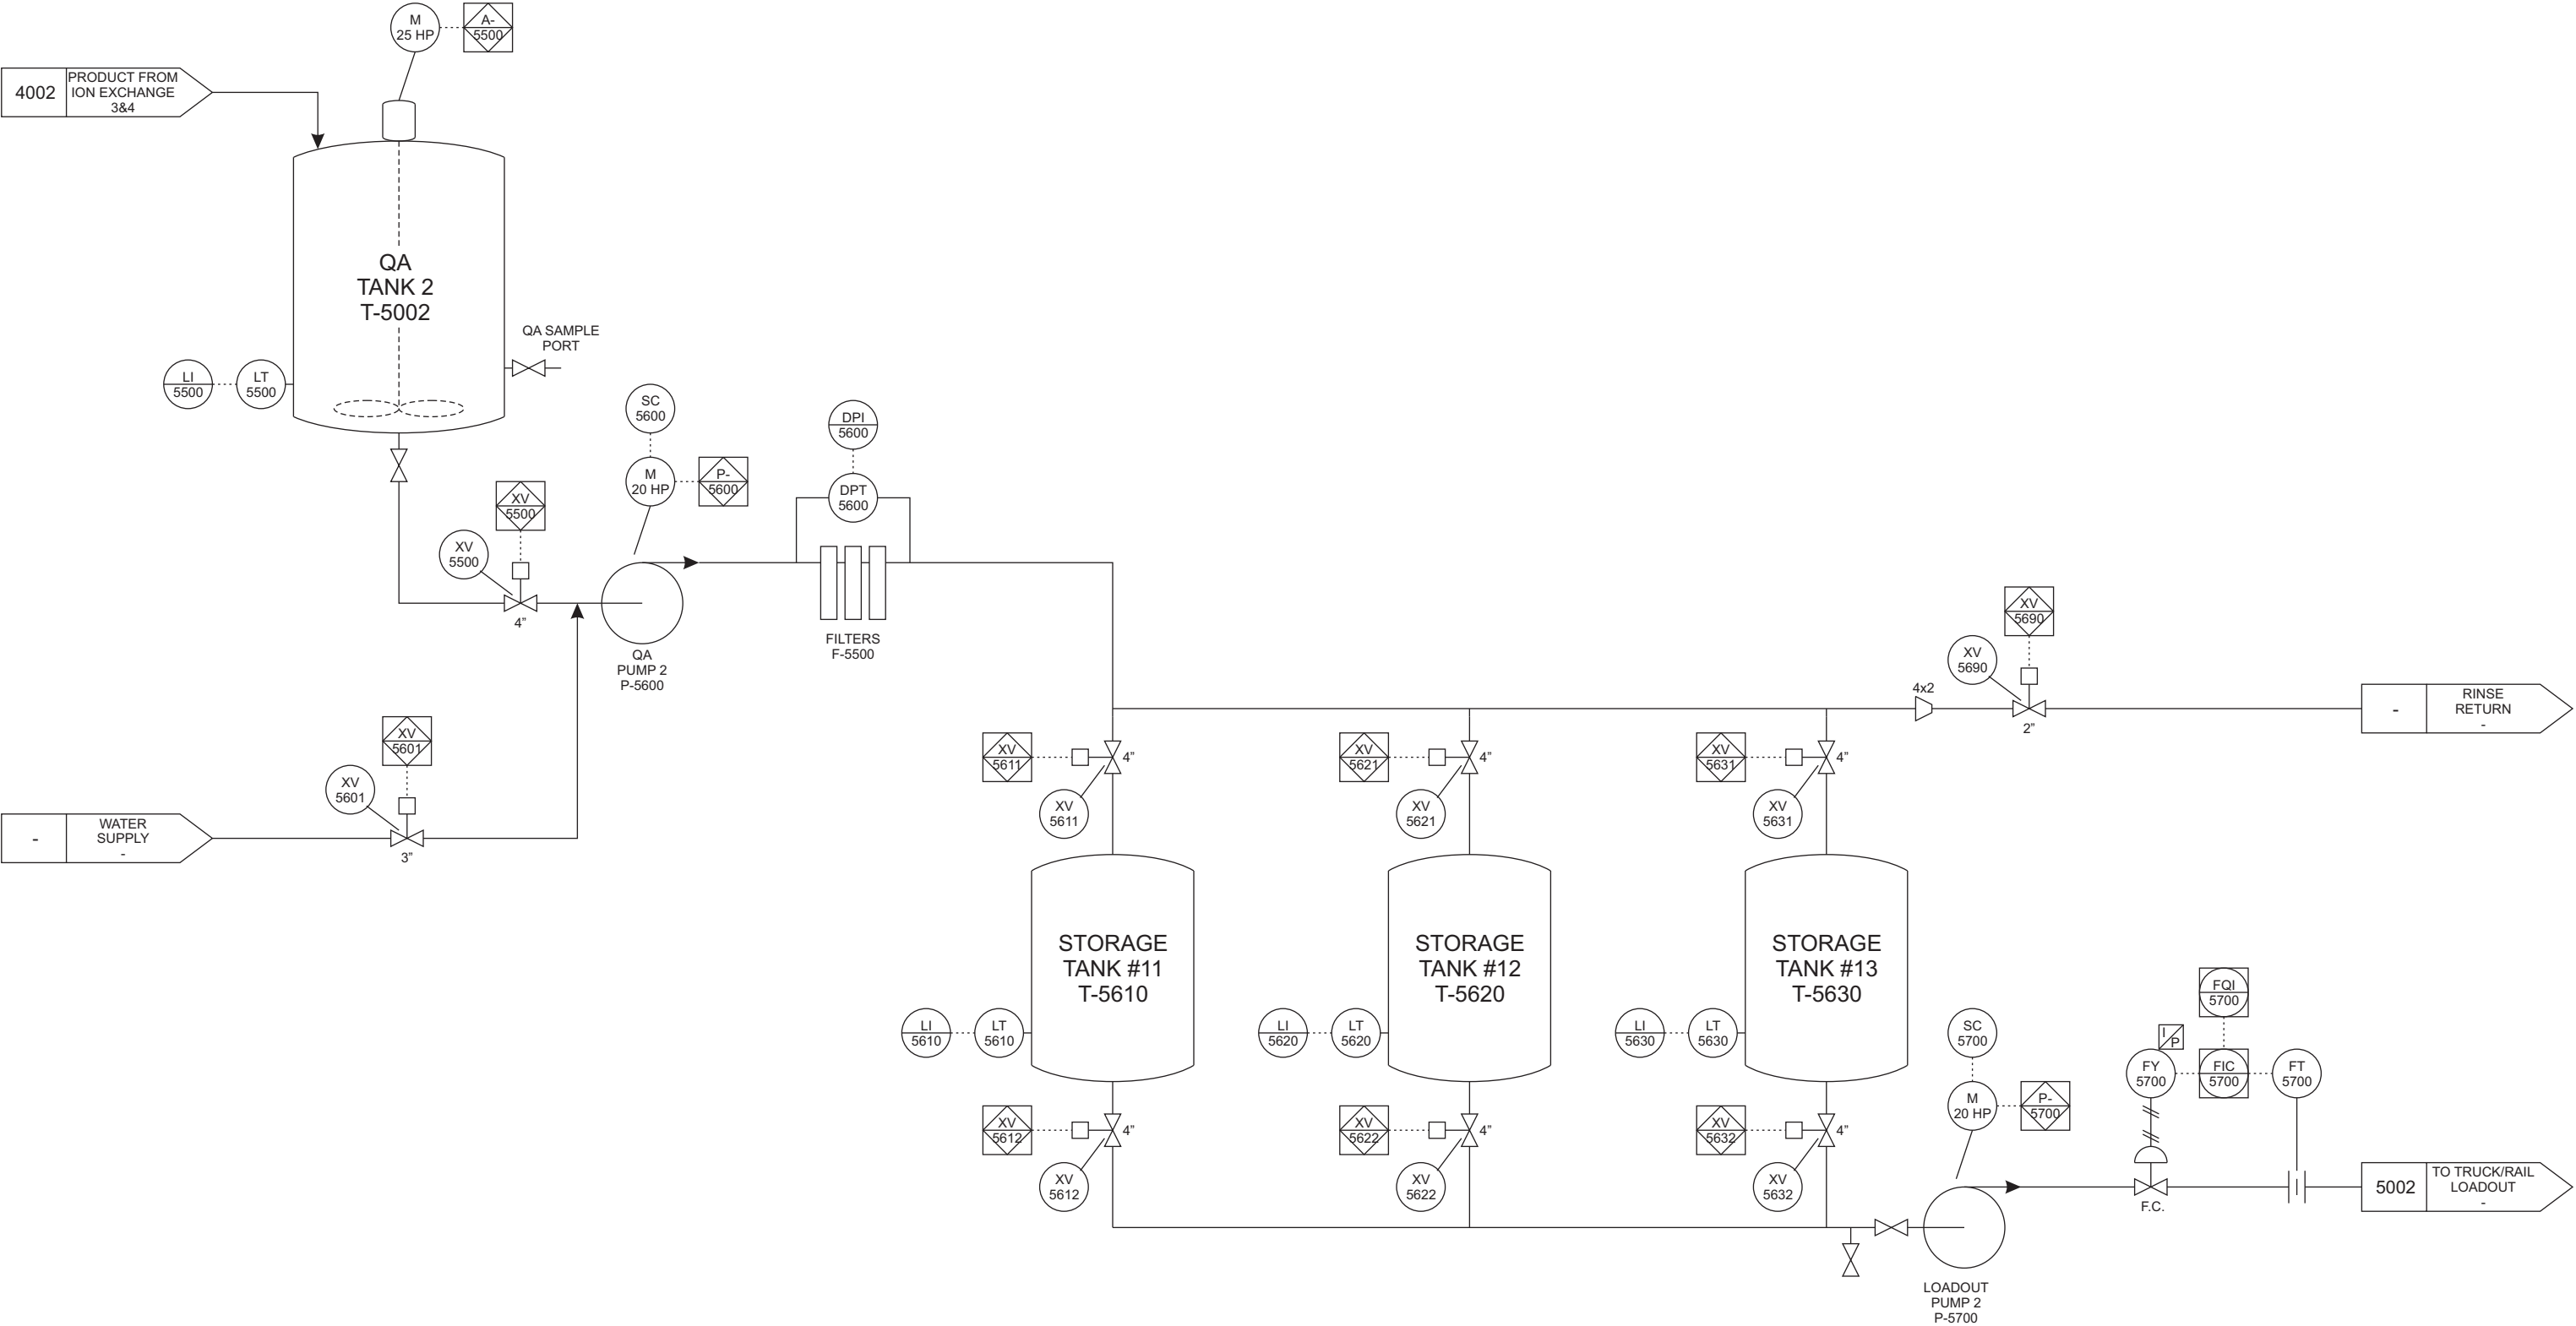 M
25 HP
A-
5500
4002
PRODUCT FROM
ION EXCHANGE
3&4
QA
TANK 2
T-5002
QA SAMPLE
PORT
LI
5500
LT
5500
SC
5600
M
20 HP
P-
5600
DPI
5600
DPT
5600
XV
5500
XV
5500
4”
QA
PUMP 2
P-5600
FILTERS
F-5500
XV
5601
XV
5601
3”
-
WATER
SUPPLY
-
XV
5690
XV
5690
4x2
2”
-
RINSE
RETURN
-
XV
5611
4”
XV
5611
XV
5621
4”
XV
5621
XV
5631
4”
XV
5631
STORAGE
TANK #11
T-5610
STORAGE
TANK #12
T-5620
STORAGE
TANK #13
T-5630
LI
5610
LT
5610
LI
5620
LT
5620
LI
5630
LT
5630
XV
5612
4”
XV
5612
XV
5622
4”
XV
5622
XV
5632
4”
XV
5632
SC
5700
M
20 HP
P-
5700
FQI
5700
I
P
FY
5700
FIC
5700
FT
5700
F.C.
5002
TO TRUCK/RAIL
LOADOUT
-
LOADOUT
PUMP 2
P-5700